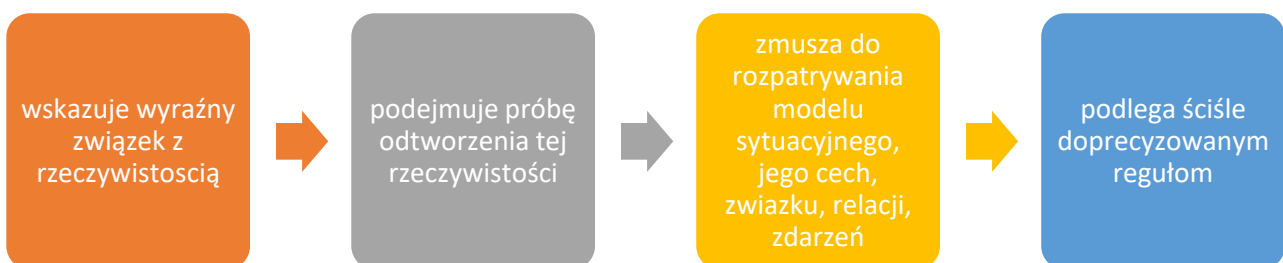 wskazuje wyraźny
związek z
rzeczywistoscią
podejmuje próbę
odtworzenia tej
rzeczywistości
zmusza do
rozpatrywania
modelu
sytuacyjnego,
jego cech,
zwiazku, relacji,
zdarzeń
podlega ściśle
doprecyzowanym
regułom